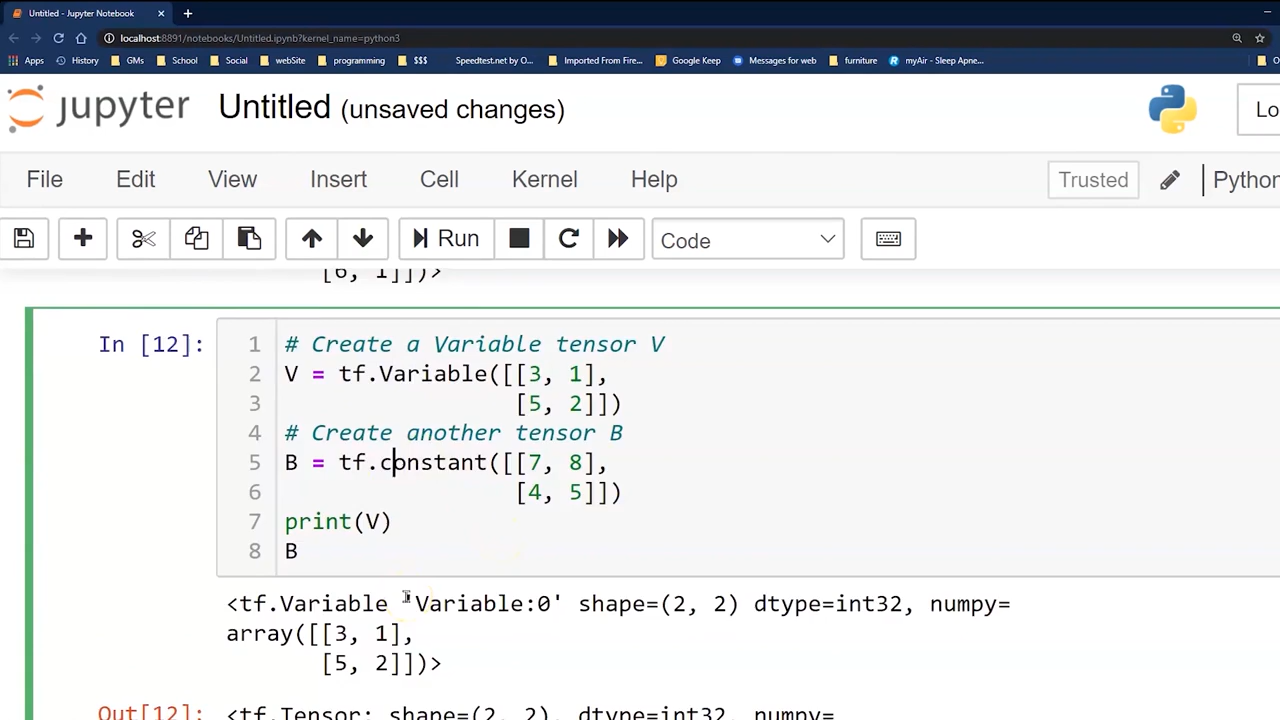 Untitled - Jupyter Notebook
localhost:8891/notebooks/Untitled.ipynb?kernel_name=python3
Apps History GMs School Social webSite programming $$$ Speedtest.net by O... Imported From Fire... Google Keep Messages for web furniture myAir - Sleep Apne... O
jupyter Untitled (unsaved changes) Lo
File Edit View Insert Cell Kernel Help Trusted Python
Run Code
[6, 1]])>
In [12]: 1 # Create a Variable tensor V
2 V = tf.Variable([[3, 1],
3 [5, 2]])
4 # Create another tensor B
5 B = tf.constant([[7, 8],
6 [4, 5]])
7 print(V)
8 B
<tf.Variable 'Variable:0' shape=(2, 2) dtype=int32, numpy=
array([[3, 1],
[5, 2]])>
Out[12]: <tf.Tensor: shape=(2, 2), dtype=int32, numpy=